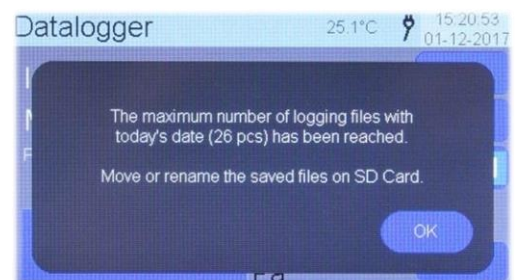 Datalogger
25.1°C
15:20:53
01-12-2017
The maximum number of logging files with
today's date (26 pcs) has been reached.
Move or rename the saved files on SD Card.
OK